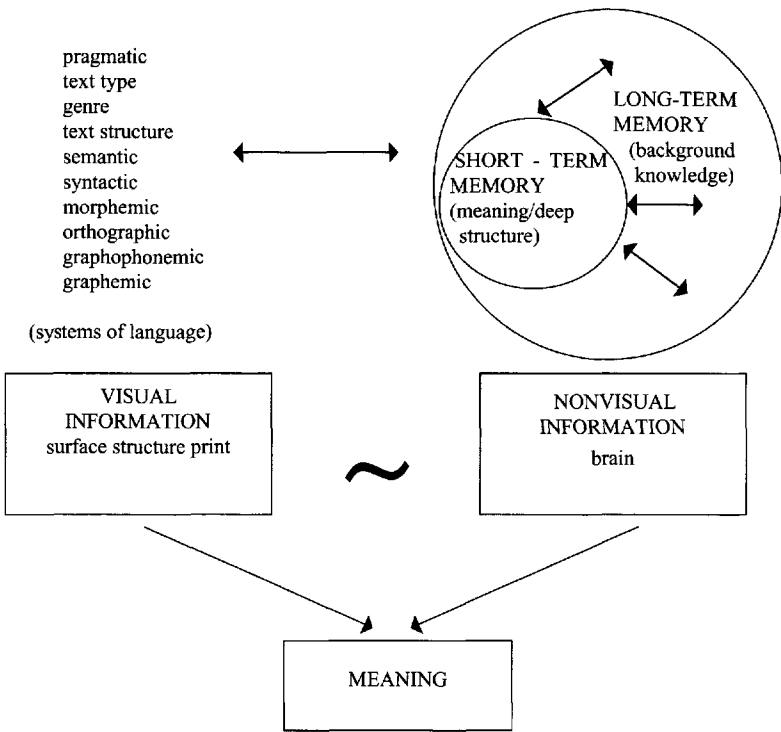 pragmatic
text type
genre
text structure
semantic
syntactic
morphemic
orthographic
graphophonemic
graphemic
(systems of language)
LONG-TERM
MEMORY
(background
knowledge)
SHORT - TERM
MEMORY
(meaning/deep
structure)
VISUAL
INFORMATION
surface structure print
~
NONVISUAL
INFORMATION
brain
MEANING